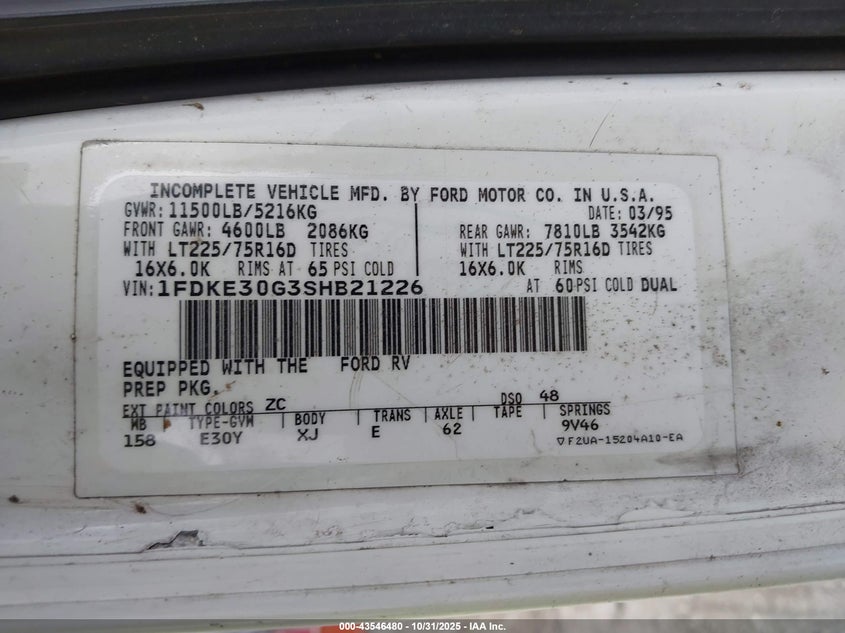 INCOMPLETE VEHICLE MFD. BY FORD MOTOR CO. IN U.S.A.
GVWR: 11500LB/5216KG DATE: 03/95
FRONT GAWR: 4600LB 2086KG REAR GAWR: 7810LB 3542KG
WITH LT225/75R16D TIRES WITH LT225/75R16D TIRES
16X6.0K RIMS AT 65 PSI COLD 16X6.0K RIMS
VIN: 1FDKE30G3SHB21226 AT 60 PSI COLD DUAL
EQUIPPED WITH THE FORD RV
PREP PKG.
EXT PAINT COLORS ZC DSO 48
WB TYPE-GVW BODY TRANS AXLE TAPE SPRINGS
158 E30Y XJ E 62 9V46
▽F2UA-15204A10-EA
000-43546480 - 10/31/2025 - IAA Inc.